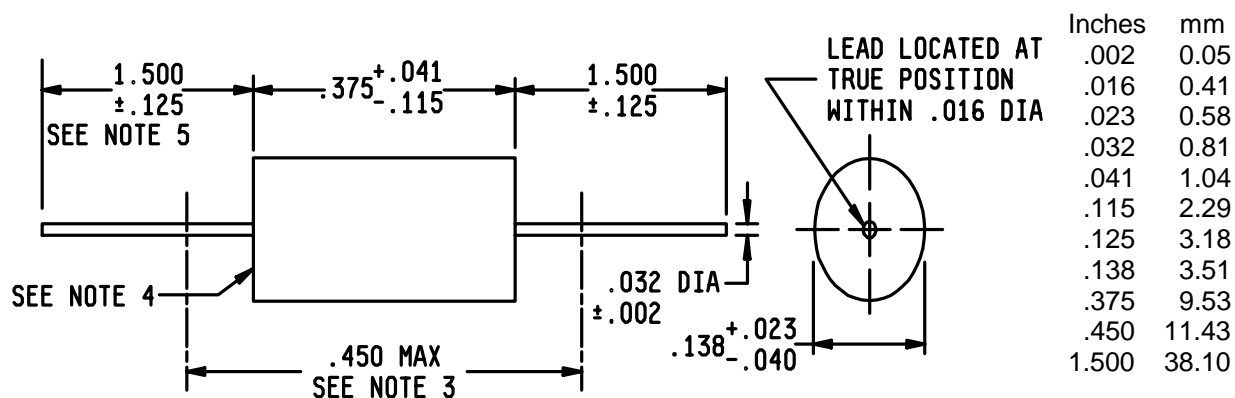 1.500
±.125
SEE NOTE 5
.375 +.041
-.115
1.500
±.125
LEAD LOCATED AT
TRUE POSITION
WITHIN .016 DIA
SEE NOTE 4
.450 MAX
SEE NOTE 3
.032 DIA
±.002
.138 +.023
-.040
Inches mm
.002 0.05
.016 0.41
.023 0.58
.032 0.81
.041 1.04
.115 2.29
.125 3.18
.138 3.51
.375 9.53
.450 11.43
1.500 38.10